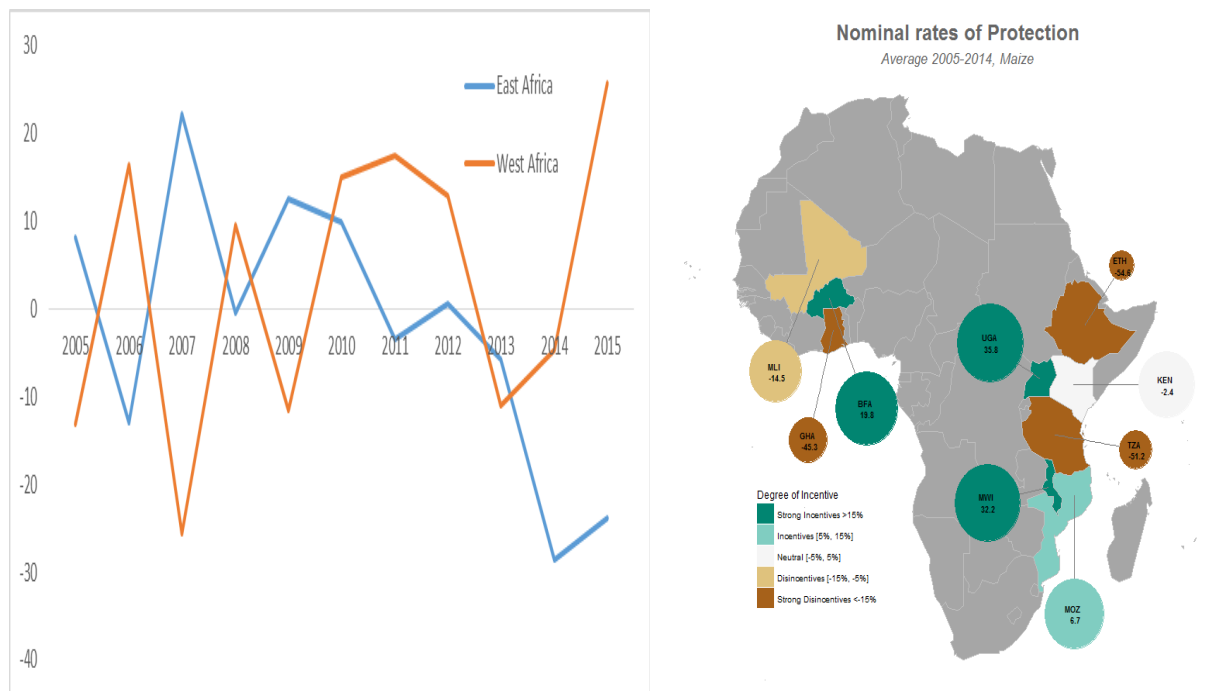 30
20
10
0
-10
-20
-30
-40
2005 2006 2007 2008 2009 2010 2011 2012 2013 2014 2015
East Africa
West Africa
Nominal rates of Protection
Average 2005-2014, Maize
ETH
-54.6
UGA
35.8
MLI
-14.5
KEN
-2.4
BFA
19.8
GHA
-45.3
TZA
-51.2
MWI
32.2
MOZ
6.7
Degree of Incentive
Strong Incentives >15%
Incentives [5%, 15%]
Neutral [-5%, 5%]
Disincentives [-15%, -5%]
Strong Disincentives <-15%